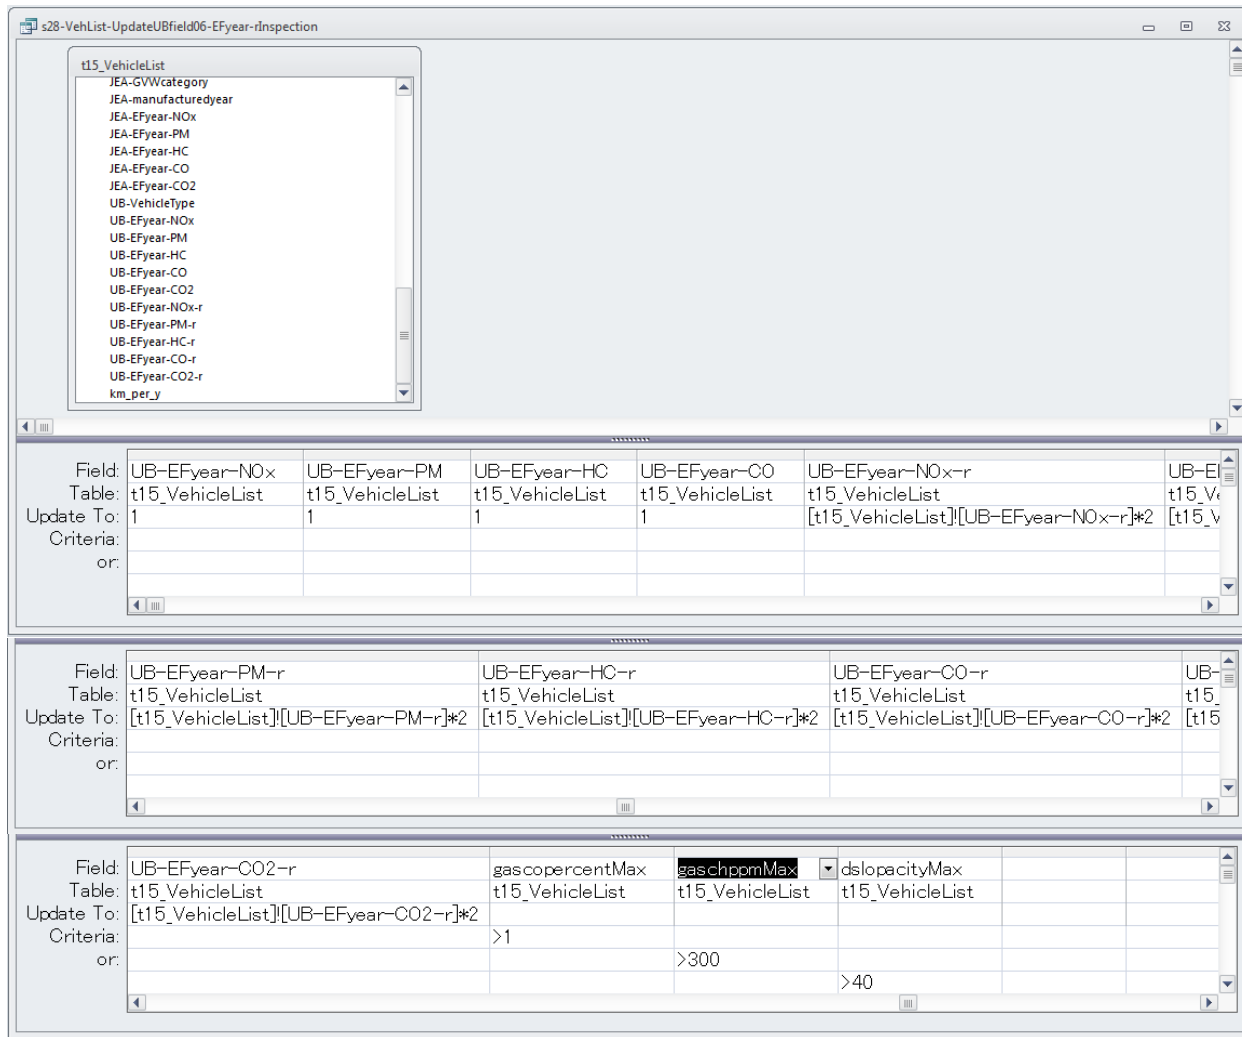 s28-VehList-UpdateUBfield06-EFyear-rInspection
t15_VehicleList
JEA-GVWcategory
JEA-manufacturedyear
JEA-EFyear-NOx
JEA-EFyear-PM
JEA-EFyear-HC
JEA-EFyear-CO
JEA-EFyear-CO2
UB-VehicleType
UB-EFyear-NOx
UB-EFyear-PM
UB-EFyear-HC
UB-EFyear-CO
UB-EFyear-CO2
UB-EFyear-NOx-r
UB-EFyear-PM-r
UB-EFyear-HC-r
UB-EFyear-CO-r
UB-EFyear-CO2-r
km_per_y
Field: UB-EFyear-NOx UB-EFyear-PM UB-EFyear-HC UB-EFyear-CO UB-EFyear-NOx-r UB-E
Table: t15_VehicleList t15_VehicleList t15_VehicleList t15_VehicleList t15_VehicleList t15_Ve
Update To: 1 1 1 1 [t15_VehicleList]![UB-EFyear-NOx-r]*2 [t15_V
Criteria:
or:
Field: UB-EFyear-PM-r UB-EFyear-HC-r UB-EFyear-CO-r UB-
Table: t15_VehicleList t15_VehicleList t15_VehicleList t15_
Update To: [t15_VehicleList]![UB-EFyear-PM-r]*2 [t15_VehicleList]![UB-EFyear-HC-r]*2 [t15_VehicleList]![UB-EFyear-CO-r]*2 [t15
Criteria:
or:
Field: UB-EFyear-CO2-r gascopercentMax gaschppmMax dslopacityMax
Table: t15_VehicleList t15_VehicleList t15_VehicleList t15_VehicleList
Update To: [t15_VehicleList]![UB-EFyear-CO2-r]*2
Criteria: >1
or: >300
>40